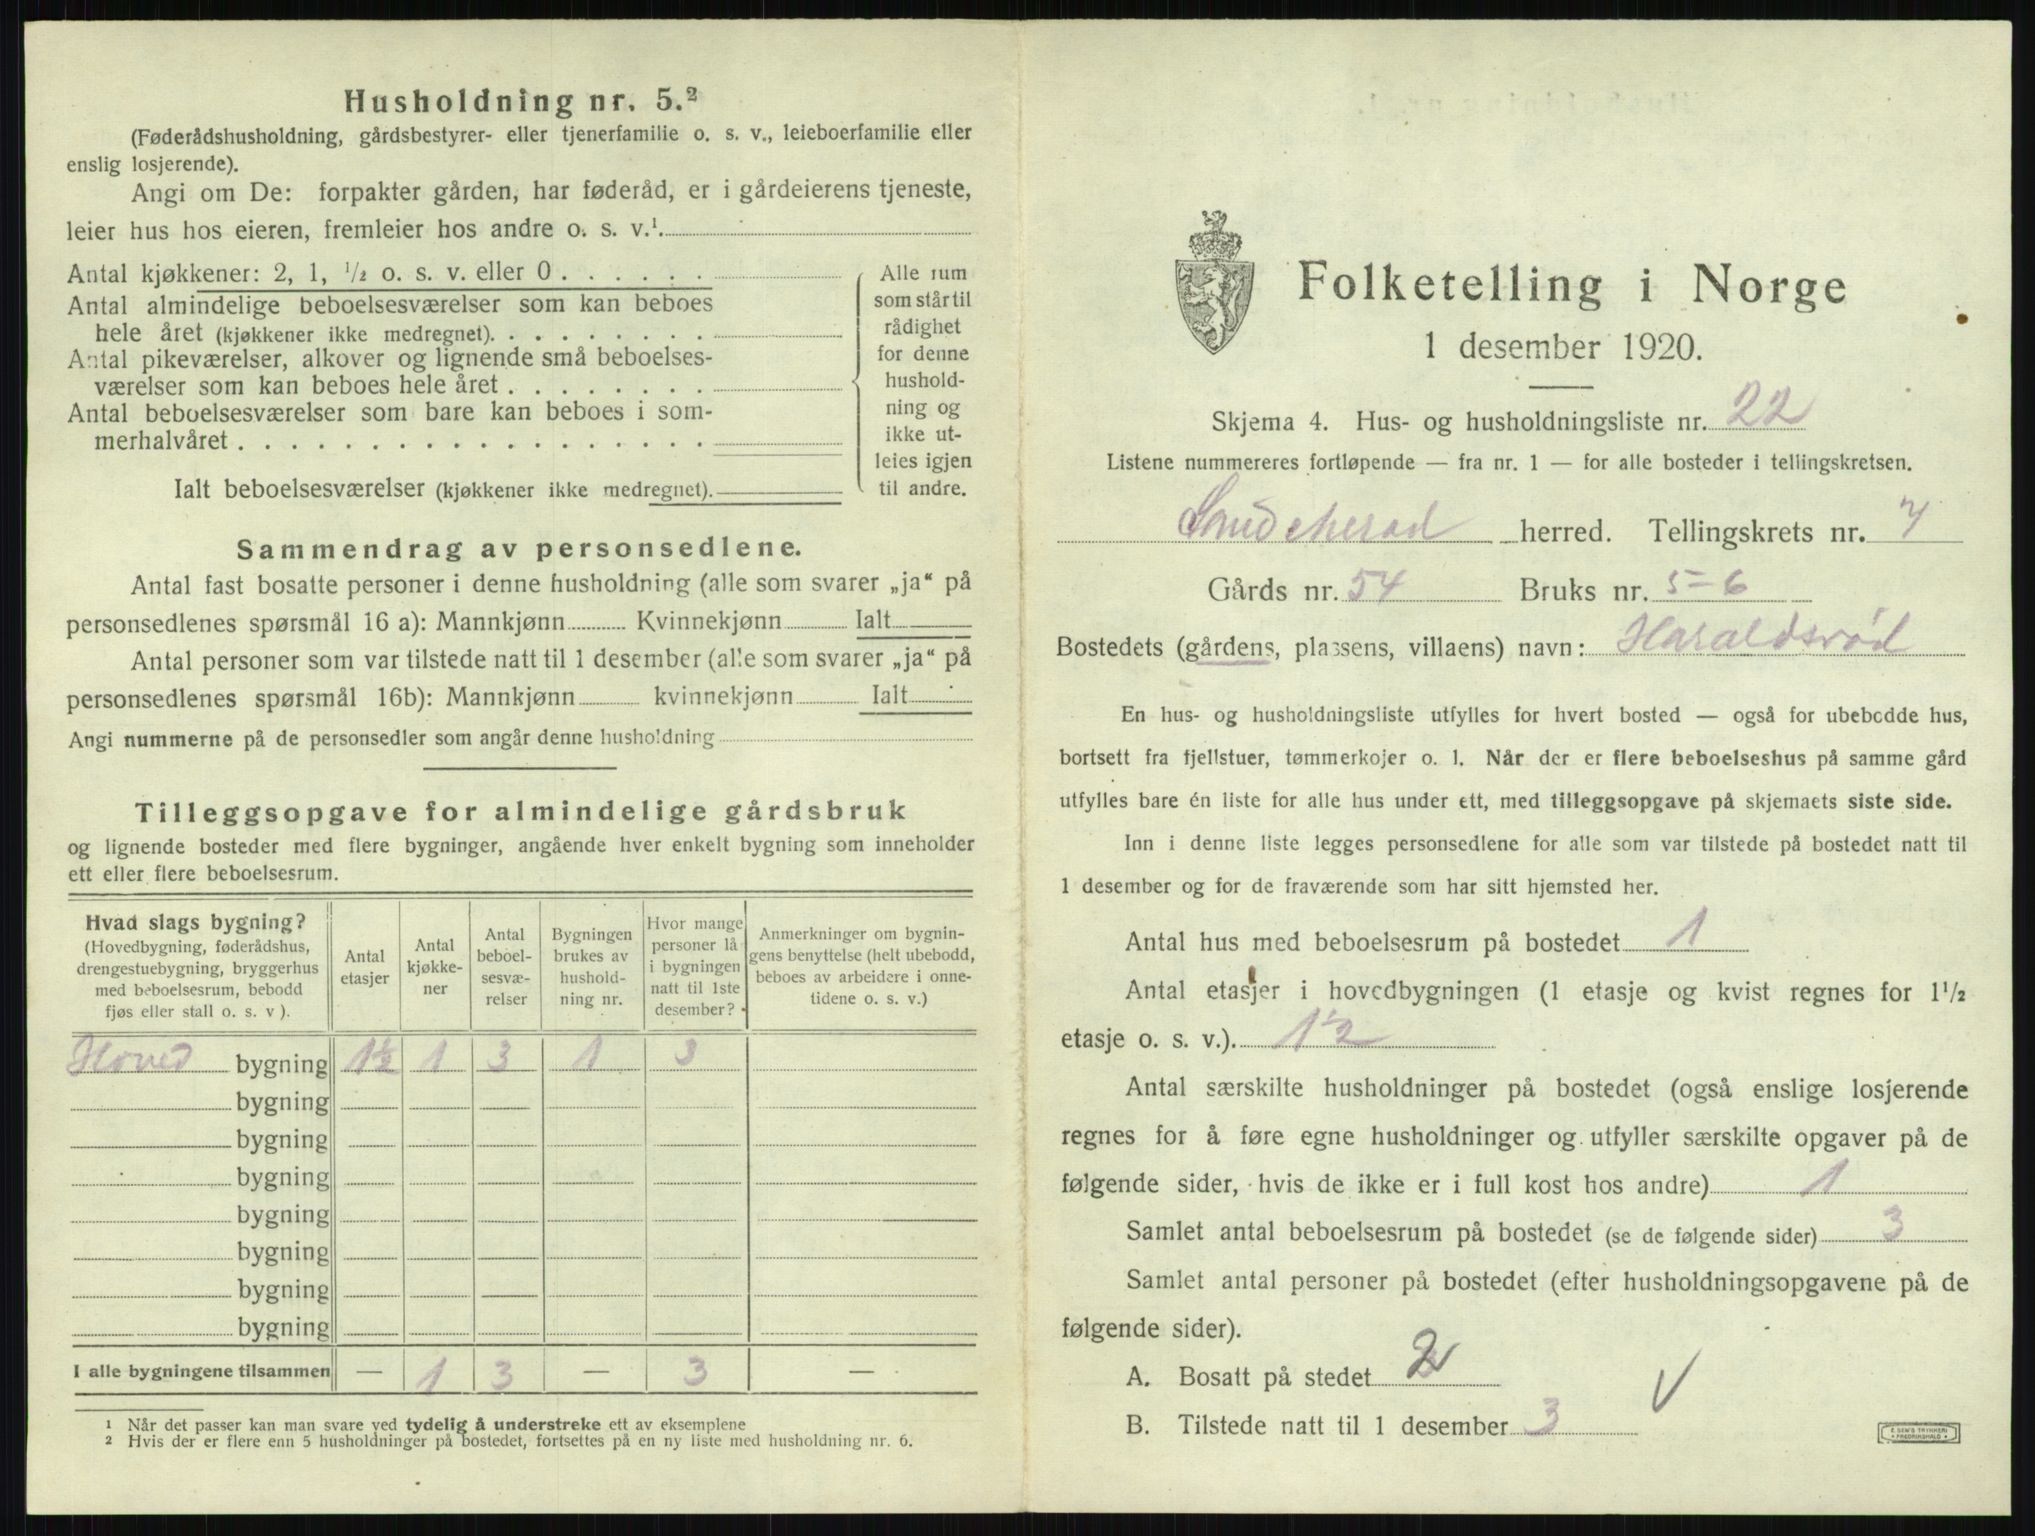 Husholdning nr. 5.²
(Føderådshusholdning, gårdsbestyrer- eller tjenerfamilie o. s. v., leieboerfamilie eller
enslig losjerende).
Angi om De: forpakter gården, har føderåd, er i gårdeierens tjeneste,
leier hus hos eieren, fremleier hos andre o. s. v.¹
Antal kjøkkener: 2, 1, ½ o. s. v. eller 0 . . . . . .
Antal almindelige beboelsesværelser som kan beboes
hele året (kjøkkener ikke medregnet). . . . . . . . .
Antal pikeværelser, alkover og lignende små beboelses-
værelser som kan beboes hele året . . . . . . . .
Antal beboelsesværelser som bare kan beboes i som-
merhalvåret . . . . . . . . . . . . . . . . . .
Ialt beboelsesværelser (kjøkkener ikke medregnet).
Alle rum
som står til
rådighet
for denne
hushold-
ning og
ikke ut-
leies igjen
til andre.
Sammendrag av personsedlene.
Antal fast bosatte personer i denne husholdning (alle som svarer „ja“ på
personsedlenes spørsmål 16 a): Mannkjønn Kvinnekjønn Ialt
Antal personer som var tilstede natt til 1 desember (alle som svarer „ja“ på
personsedlenes spørsmål 16b): Mannkjønn kvinnekjønn Ialt
Angi nummerne på de personsedler som angår denne husholdning
Tilleggsopgave for almindelige gårdsbruk
og lignende bosteder med flere bygninger, angående hver enkelt bygning som inneholder
ett eller flere beboelsesrum.
Hvad slags bygning?
(Hovedbygning, føderådshus,
drengestuebygning, bryggerhus
med beboelsesrum, bebodd
fjøs eller stall o. s. v ).
Antal
etasjer
Antal
kjøkke-
ner
Antal
beboel-
sesvæ-
relser
Bygningen
brukes av
hushold-
ning nr.
Hvor mange
personer lå
i bygningen
natt til 1ste
desember?
Anmerkninger om bygnin-
gens benyttelse (helt ubebodd,
beboes av arbeidere i onne-
tidene o. s. v.)
Hoved bygning 1½ 1 3 1 3
bygning
bygning
bygning
bygning
bygning
bygning
bygning
I alle bygningene tilsammen — 1 3 — 3 —
¹ Når det passer kan man svare ved tydelig å understreke ett av eksemplene
² Hvis der er flere enn 5 husholdninger på bostedet, fortsettes på en ny liste med husholdning nr. 6.
Folketelling i Norge
1 desember 1920.
Skjema 4. Hus- og husholdningsliste nr. 22
Listene nummereres fortløpende — fra nr. 1 — for alle bosteder i tellingskretsen.
herred. Tellingskrets nr. 7
Gårds nr. 54 Bruks nr. 5-6
Bostedets (gårdens, plassens, villaens) navn: Haraldsrød
En hus- og husholdningsliste utfylles for hvert bosted — også for ubebodde hus,
bortsett fra fjellstuer, tømmerkojer o. l. Når der er flere beboelseshus på samme gård
utfylles bare én liste for alle hus under ett, med tilleggsopgave på skjemaets siste side.
Inn i denne liste legges personsedlene for alle som var tilstede på bostedet natt til
1 desember og for de fraværende som har sitt hjemsted her.
Antal hus med beboelsesrum på bostedet 1
Antal etasjer i hovedbygningen (1 etasje og kvist regnes for 1½
etasje o. s. v.). 1½
Antal særskilte husholdninger på bostedet (også enslige losjerende
regnes for å føre egne husholdninger og utfyller særskilte opgaver på de
følgende sider, hvis de ikke er i full kost hos andre) 1
Samlet antal beboelsesrum på bostedet (se de følgende sider) 3
Samlet antal personer på bostedet (efter husholdningsopgavene på de
følgende sider).
A. Bosatt på stedet 2
B. Tilstede natt til 1 desember 3
E. SEM'S TRYKKERI
FREDRIKSHALD